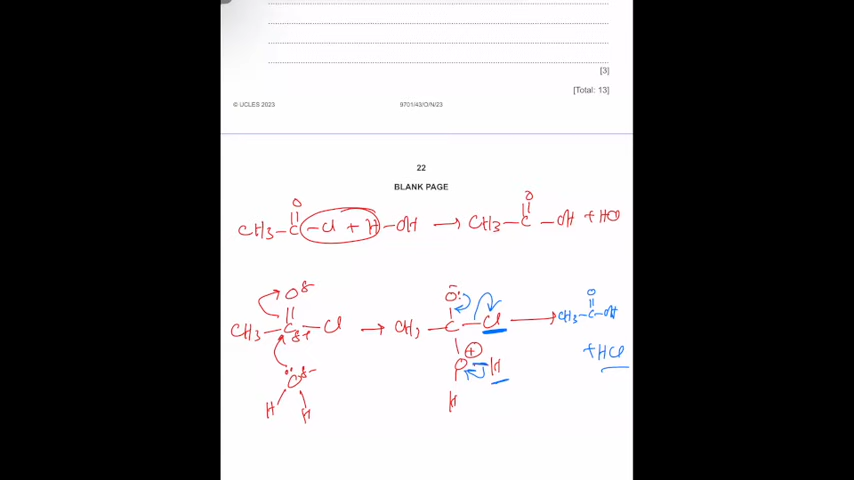 [3]
[Total: 13]
© UCLES 2023 9701/43/O/N/23
22
BLANK PAGE
O O
CH3 – C – Cl + H – OH → CH3 – C – OH + HCl
O δ- O: - O
CH3 – C δ+ – Cl → CH3 – C – Cl → CH3 – C – OH
+ HCl
O δ- O + H
H H H